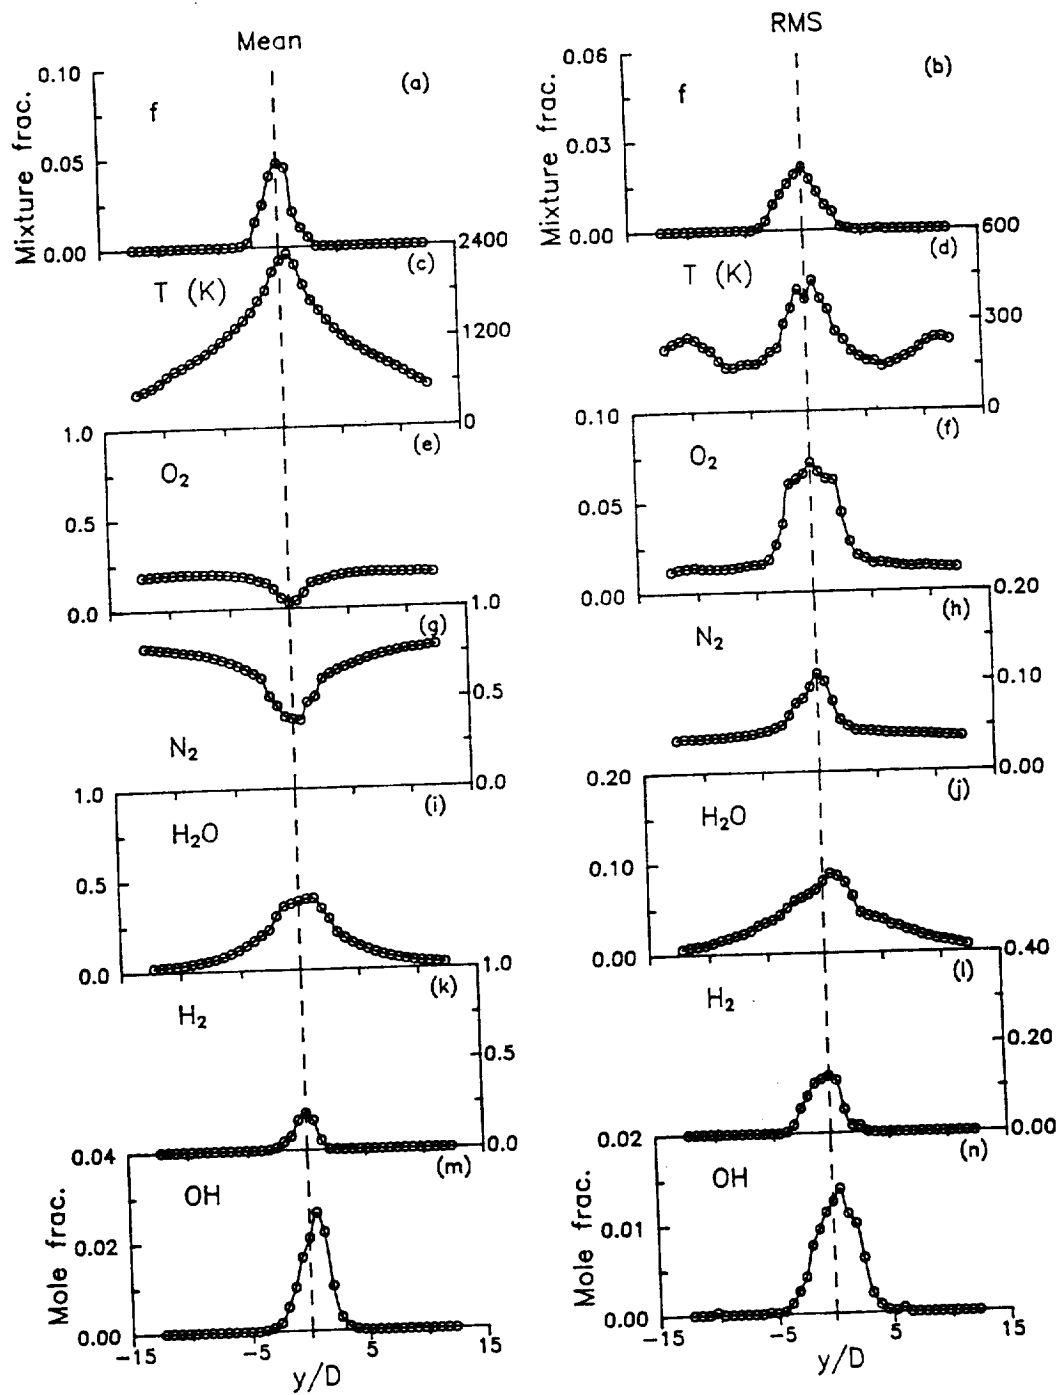 Mean
RMS
0.10
0.05
0.00
Mixture frac.
f
(a)
0.06
0.03
0.00
Mixture frac.
f
(b)
2400
1200
0
T (K)
(c)
600
300
0
T (K)
(d)
1.0
0.5
0.0
O₂
(e)
0.10
0.05
0.00
O₂
(f)
1.0
0.5
0.0
N₂
(g)
0.20
0.10
0.00
N₂
(h)
1.0
0.5
0.0
H₂O
(i)
0.20
0.10
0.00
H₂O
(j)
1.0
0.5
0.0
H₂
(k)
0.40
0.20
0.00
H₂
(l)
0.04
0.02
0.00
Mole frac.
OH
(m)
0.02
0.01
0.00
Mole frac.
OH
(n)
-15 -5 5 15
y/D
-15 -5 5 15
y/D